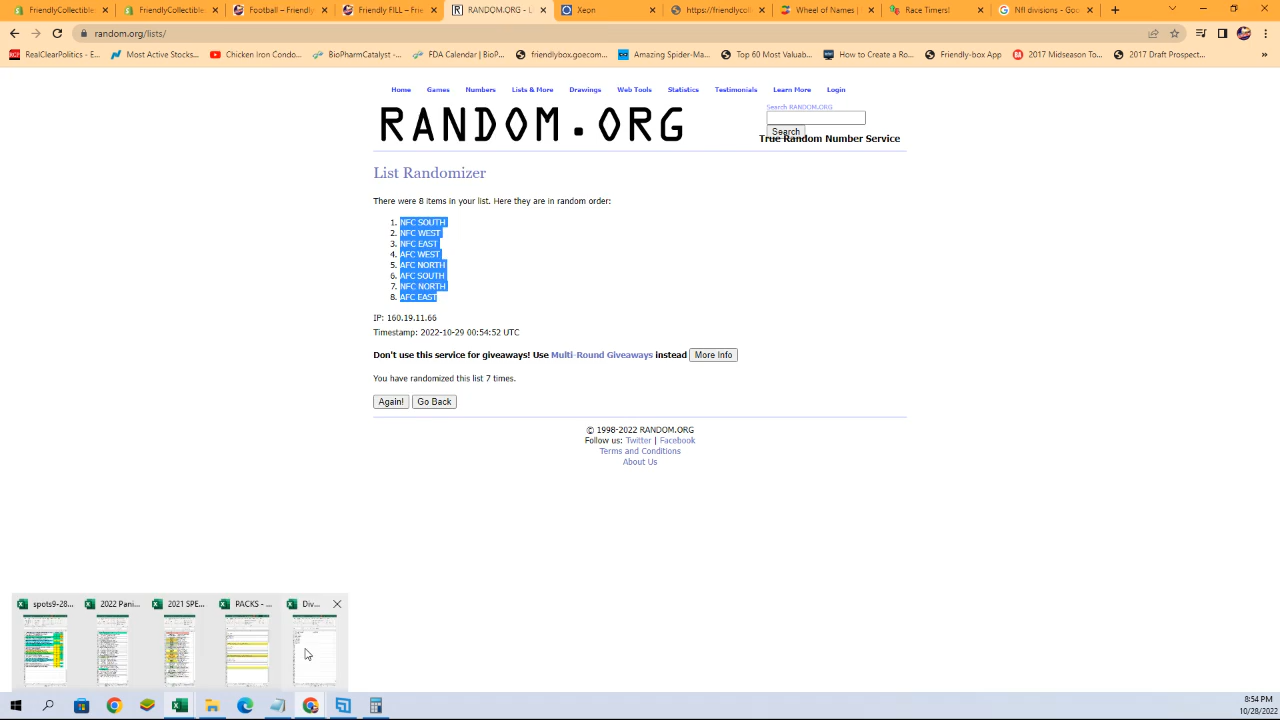 FriendlyCollectibles
FriendlyCollectible
Football – Friendly
Friendly FILL – Frie
RANDOM.ORG - L
Xeon
https://friendlycoll
Wheel of Names |
Race Timers!
Nfl divisions - Goo
random.org/lists/
RealClearPolitics - E...
Most Active Stocks...
Chicken Iron Condo...
BioPharmCatalyst -...
FDA Calendar | BioP...
friendlybox.goecom...
Amazing Spider-Ma...
Top 60 Most Valuab...
How to Create a Ro...
Friendly-box App
2017 Midseason To...
2017 Draft Prospect...
Home Games Numbers Lists & More Drawings Web Tools Statistics Testimonials Learn More Login
Search RANDOM.ORG
RANDOM.ORG
Search
True Random Number Service
List Randomizer
There were 8 items in your list. Here they are in random order:
1. NFC SOUTH
2. NFC WEST
3. NFC EAST
4. AFC WEST
5. AFC NORTH
6. AFC SOUTH
7. NFC NORTH
8. AFC EAST
IP: 160.19.11.66
Timestamp: 2022-10-29 00:54:52 UTC
Don't use this service for giveaways! Use Multi-Round Giveaways instead More Info
You have randomized this list 7 times.
Again! Go Back
© 1998-2022 RANDOM.ORG
Follow us: Twitter | Facebook
Terms and Conditions
About Us
spots9-28...
2022 Pani...
2021 SPE...
PACKS - ...
Div...
8:54 PM
10/28/2022